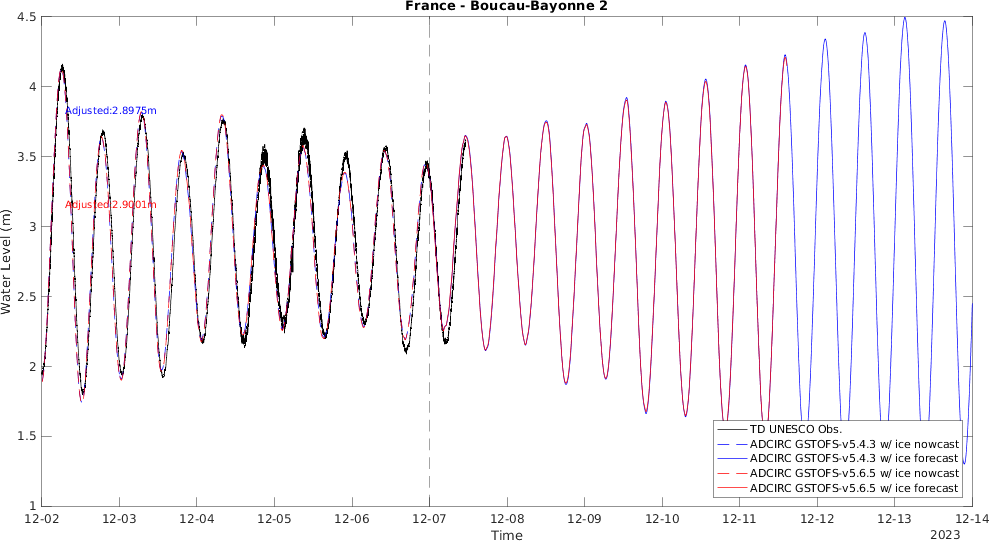 France - Boucau-Bayonne 2
4.5
4
3.5
3
2.5
2
1.5
1
Water Level (m)
Adjusted:2.8975m
Adjusted:2.9001m
TD UNESCO Obs.
ADCIRC GSTOFS-v5.4.3 w/ ice nowcast
ADCIRC GSTOFS-v5.4.3 w/ ice forecast
ADCIRC GSTOFS-v5.6.5 w/ ice nowcast
ADCIRC GSTOFS-v5.6.5 w/ ice forecast
12-02 12-03 12-04 12-05 12-06 12-07 12-08 12-09 12-10 12-11 12-12 12-13 12-14
Time
2023